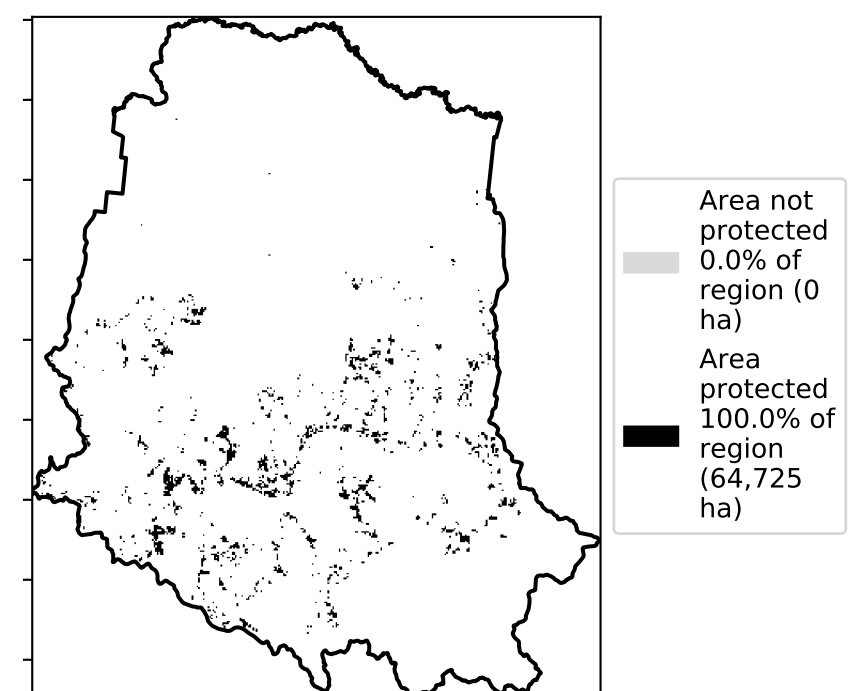 Area not
protected
0.0% of
region (0
ha)
Area
protected
100.0% of
region
(64,725
ha)